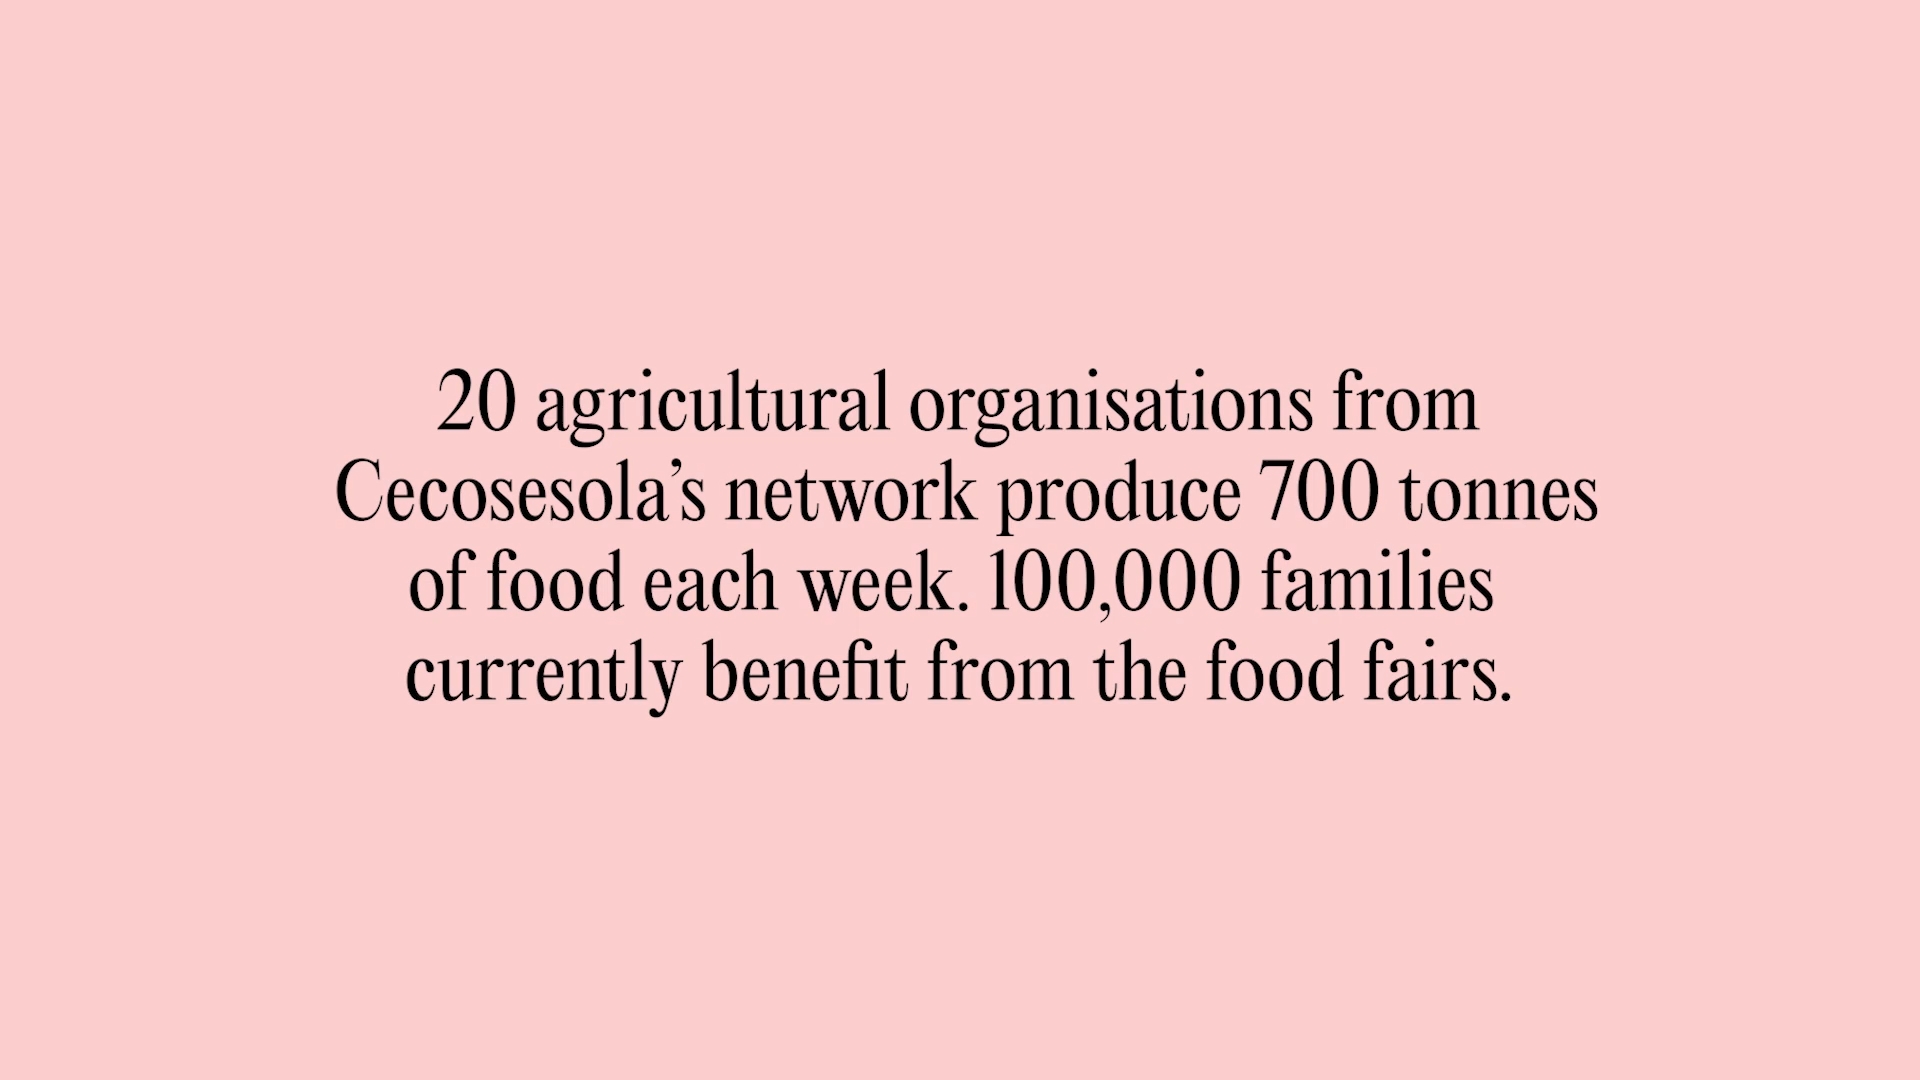 20 agricultural organisations from
Cecosesola’s network produce 700 tonnes
of food each week. 100,000 families
currently benefit from the food fairs.